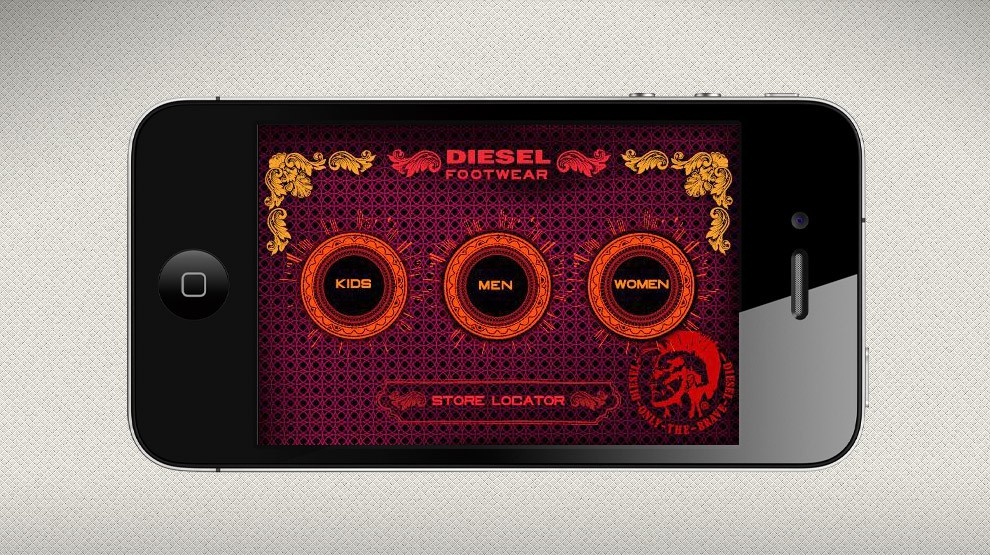 DIESEL
FOOTWEAR
KIDS
MEN
WOMEN
STORE LOCATOR
DIESEL · ONLY · THE · BRAVE · DIESEL